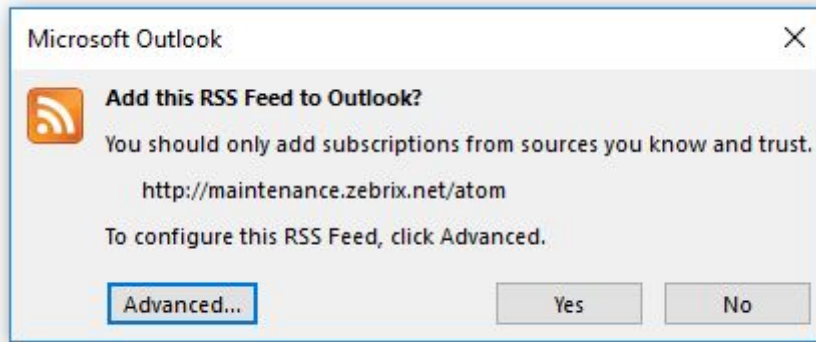 Microsoft Outlook
Add this RSS Feed to Outlook?
You should only add subscriptions from sources you know and trust.
http://maintenance.zebrix.net/atom
To configure this RSS Feed, click Advanced.
Advanced... Yes No